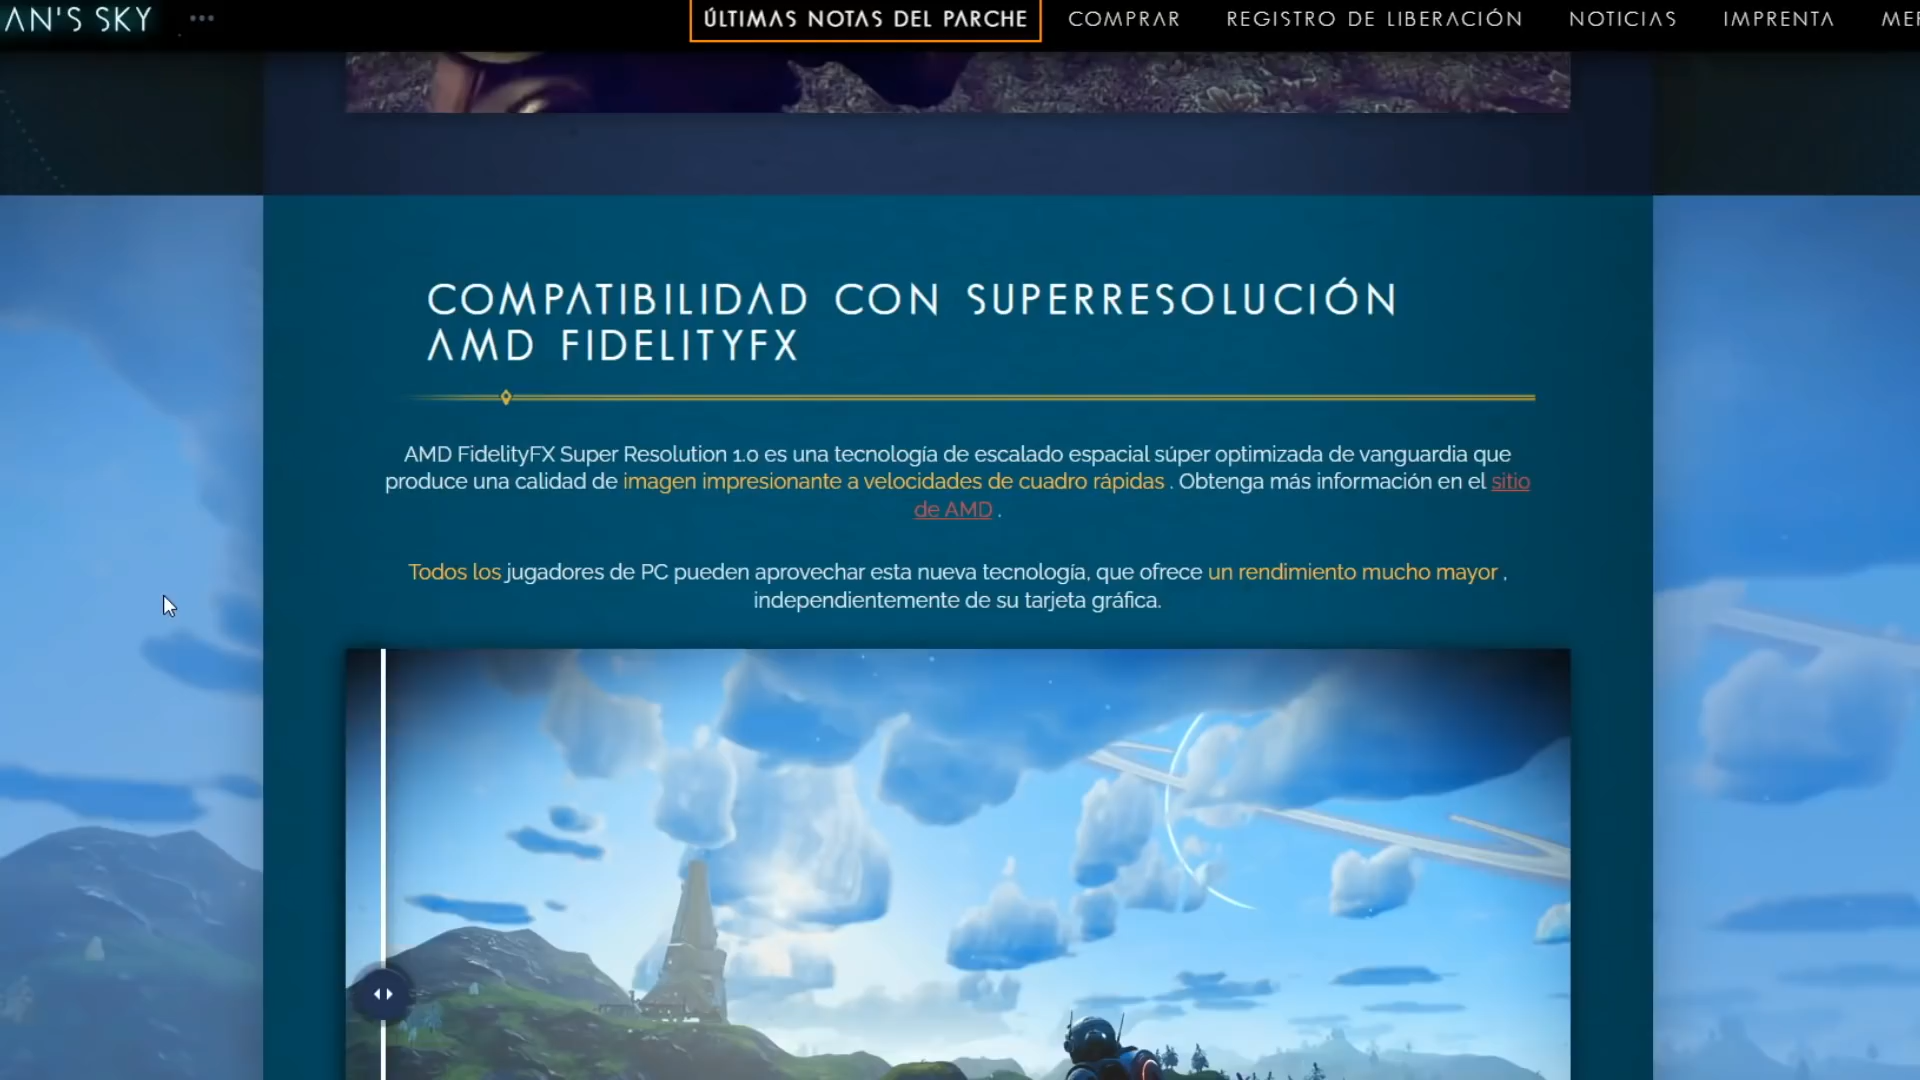 AN'S SKY
ÚLTIMAS NOTAS DEL PARCHE
COMPRAR
REGISTRO DE LIBERACIÓN
NOTICIAS
IMPRENTA
MER
COMPATIBILIDAD CON SUPERRESOLUCIÓN
AMD FIDELITYFX
AMD FidelityFX Super Resolution 1.0 es una tecnología de escalado espacial súper optimizada de vanguardia que
produce una calidad de imagen impresionante a velocidades de cuadro rápidas . Obtenga más información en el sitio
de AMD .
Todos los jugadores de PC pueden aprovechar esta nueva tecnología, que ofrece un rendimiento mucho mayor ,
independientemente de su tarjeta gráfica.